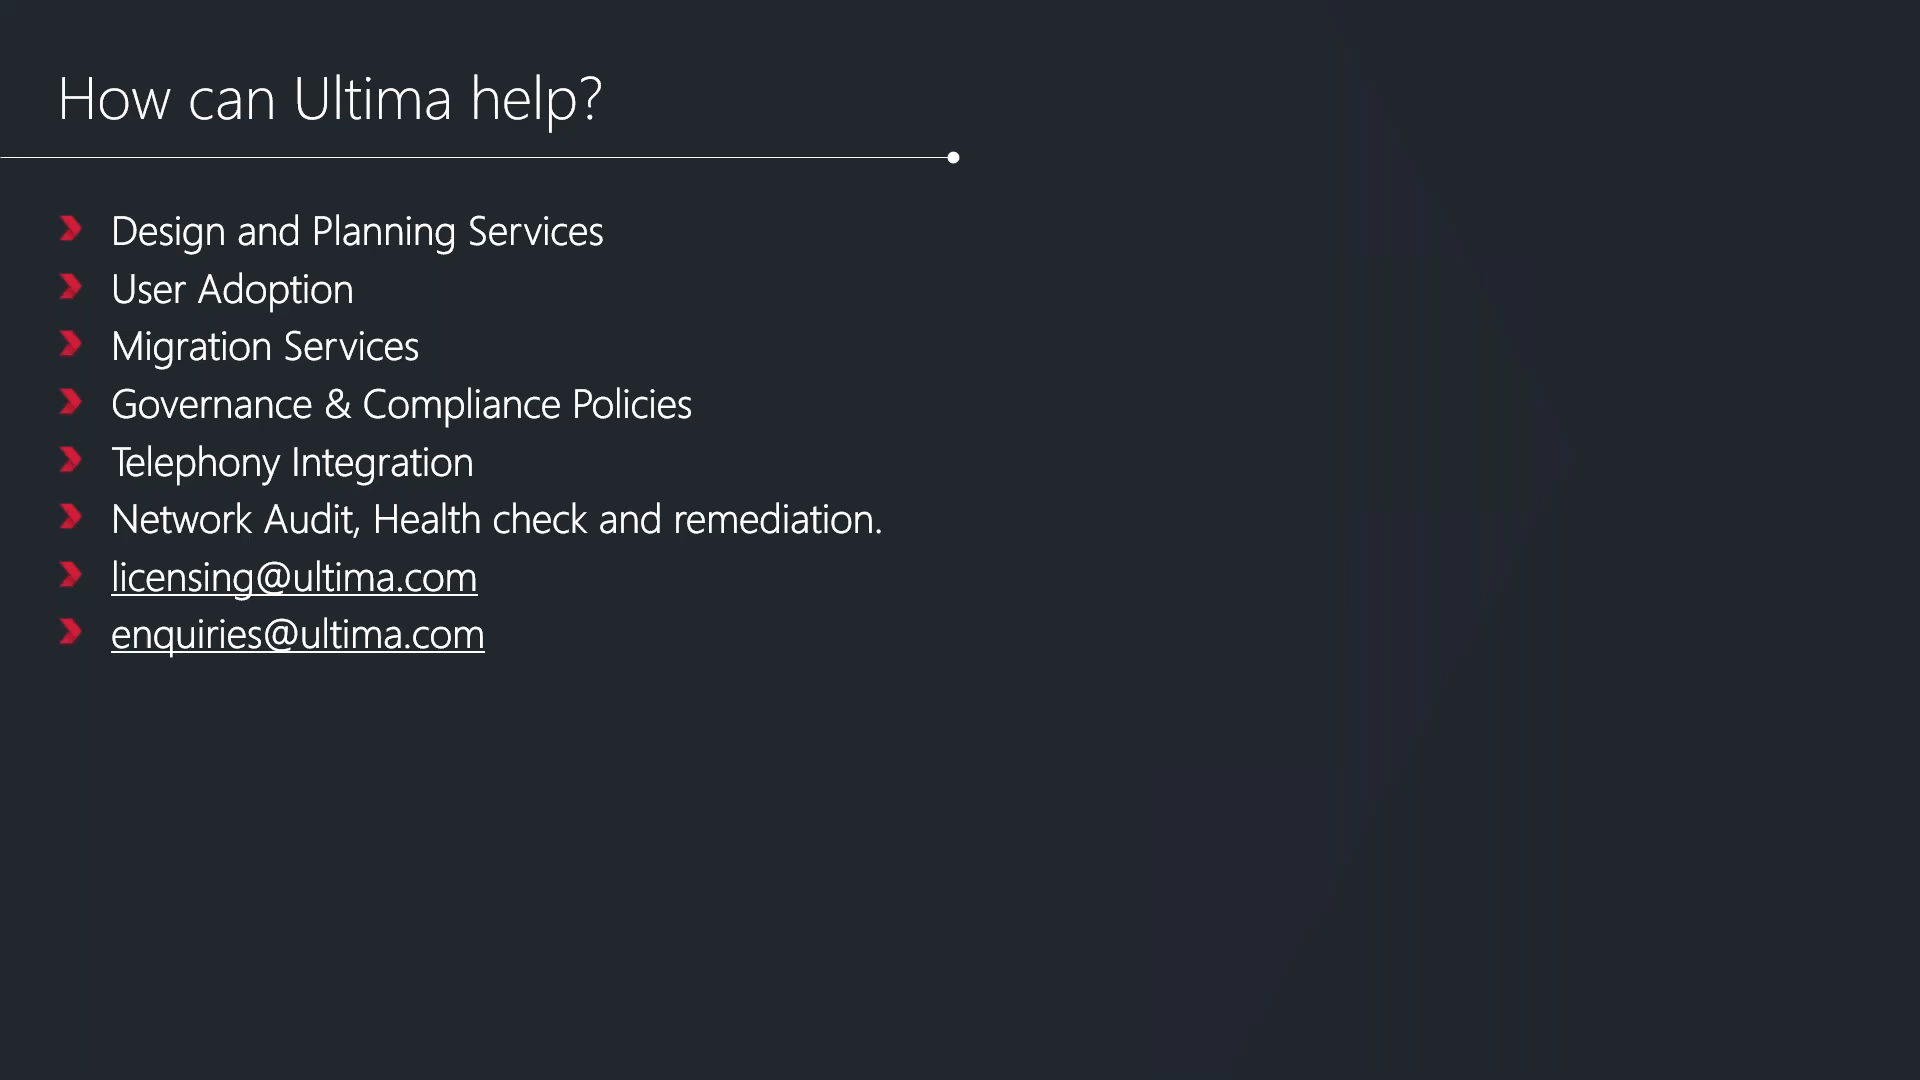 How can Ultima help?
Design and Planning Services
User Adoption
Migration Services
Governance & Compliance Policies
Telephony Integration
Network Audit, Health check and remediation.
licensing@ultima.com
enquiries@ultima.com